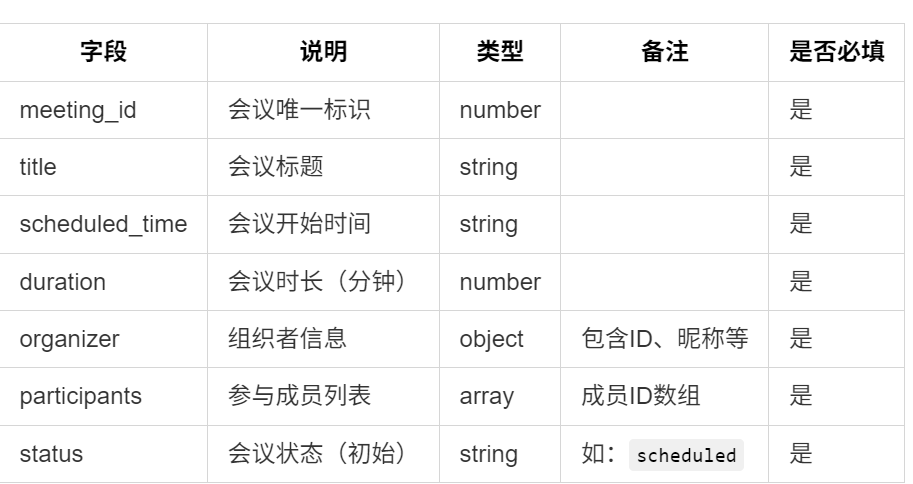 字段 说明 类型 备注 是否必填
meeting_id 会议唯一标识 number 是
title 会议标题 string 是
scheduled_time 会议开始时间 string 是
duration 会议时长（分钟） number 是
organizer 组织者信息 object 包含ID、昵称等 是
participants 参与成员列表 array 成员ID数组 是
status 会议状态（初始） string 如：scheduled 是